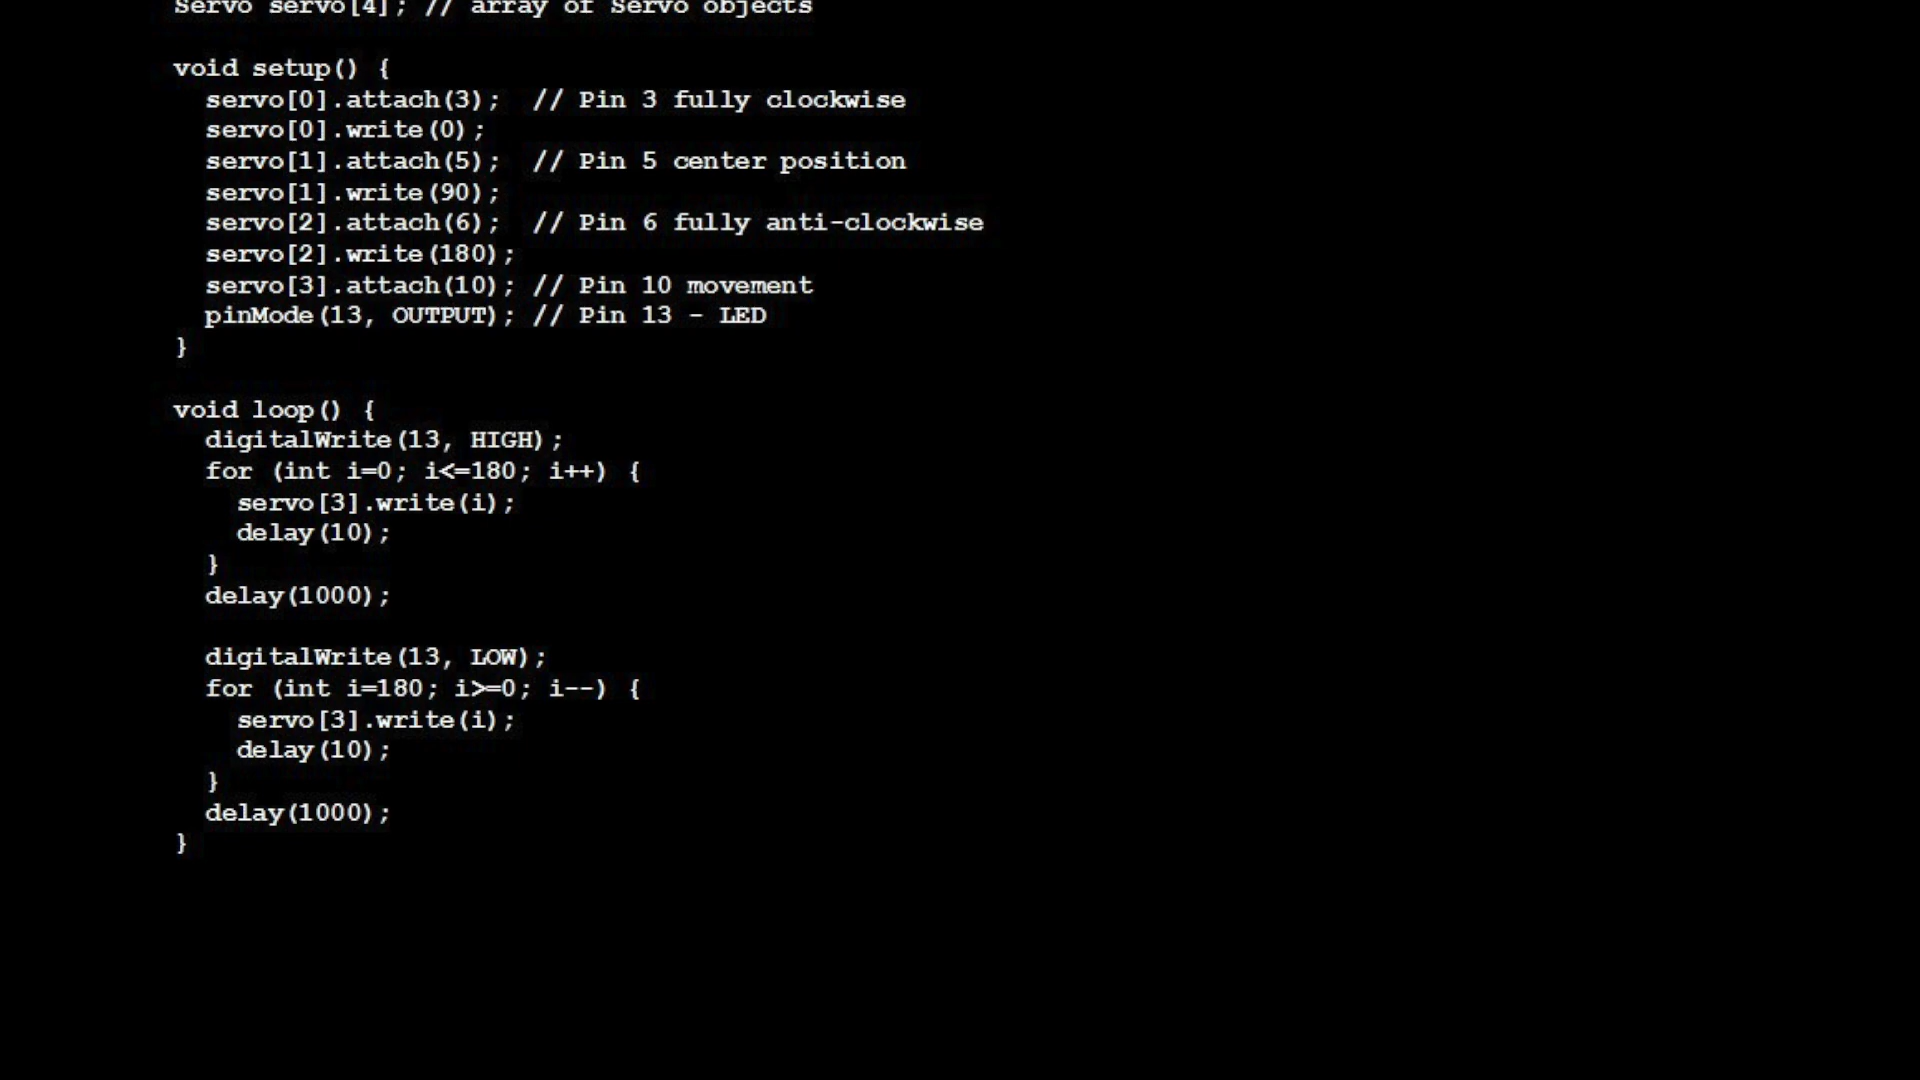 Servo servo[4]; // array of Servo objects
void setup() {
servo[0].attach(3);  // Pin 3 fully clockwise
servo[0].write(0);
servo[1].attach(5);  // Pin 5 center position
servo[1].write(90);
servo[2].attach(6);  // Pin 6 fully anti-clockwise
servo[2].write(180);
servo[3].attach(10); // Pin 10 movement
pinMode(13, OUTPUT); // Pin 13 - LED
}
void loop() {
digitalWrite(13, HIGH);
for (int i=0; i<=180; i++) {
servo[3].write(i);
delay(10);
}
delay(1000);
digitalWrite(13, LOW);
for (int i=180; i>=0; i--) {
servo[3].write(i);
delay(10);
}
delay(1000);
}